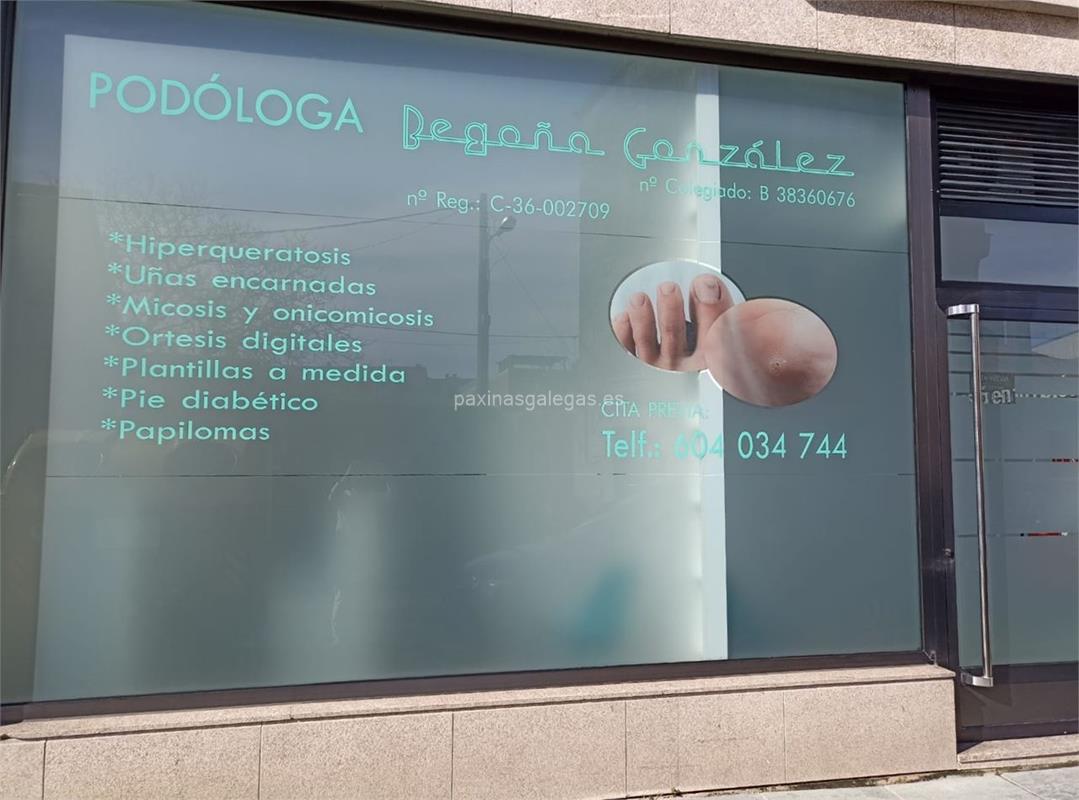 PODÓLOGA
Begoña González
nº Colegiado: B 38360676
nº Reg.: C-36-002709
*Hiperqueratosis
*Uñas encarnadas
*Micosis y onicomicosis
*Ortesis digitales
*Plantillas a medida
*Pie diabético
*Papilomas
paxinasgalegas.es
CITA PREVIA:
Telf.: 604 034 744